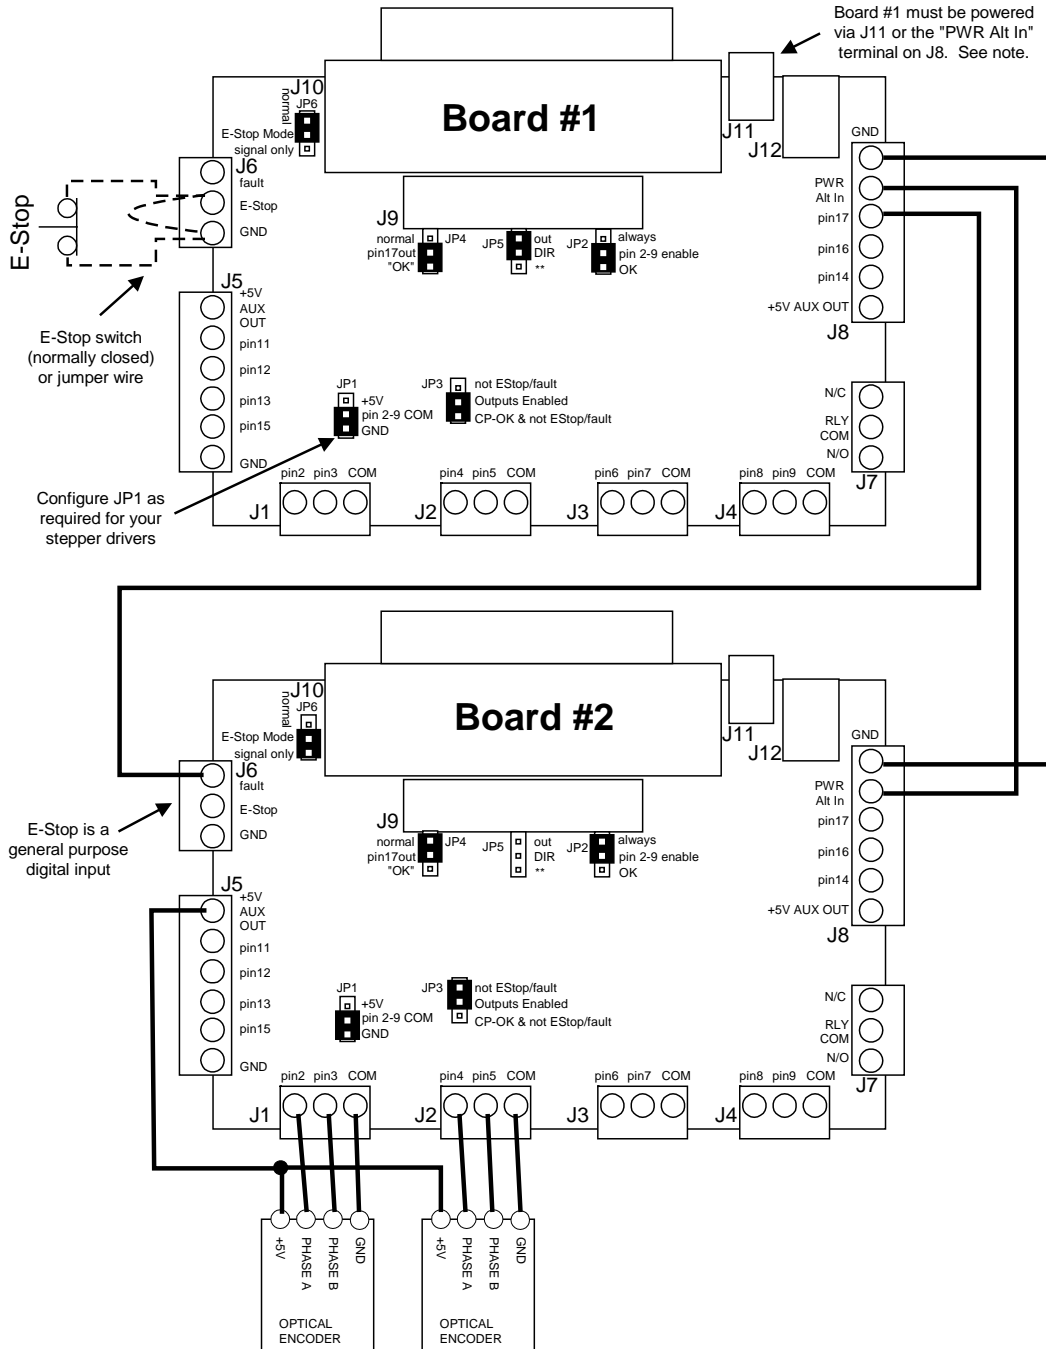 Board #1 must be powered
via J11 or the "PWR Alt In"
terminal on J8. See note.
Board #1
J10
normal
JP6
E-Stop Mode
signal only
J11
J12
J6
fault
E-Stop
GND
E-Stop
J9
normal
pin17out
"OK"
JP4
JP5
out
DIR
**
JP2
always
pin 2-9 enable
OK
GND
PWR
Alt In
pin17
pin16
pin14
+5V AUX OUT
J8
E-Stop switch
(normally closed)
or jumper wire
J5
+5V
AUX
OUT
pin11
pin12
pin13
pin15
GND
JP1
+5V
pin 2-9 COM
GND
JP3
not EStop/fault
Outputs Enabled
CP-OK & not EStop/fault
N/C
RLY
COM
N/O
J7
Configure JP1 as
required for your
stepper drivers
pin2 pin3 COM
J1
pin4 pin5 COM
J2
pin6 pin7 COM
J3
pin8 pin9 COM
J4
Board #2
J10
normal
JP6
E-Stop Mode
signal only
J11
J12
J6
fault
E-Stop
GND
E-Stop is a
general purpose
digital input
J9
normal
pin17out
"OK"
JP4
JP5
out
DIR
**
JP2
always
pin 2-9 enable
OK
GND
PWR
Alt In
pin17
pin16
pin14
+5V AUX OUT
J8
J5
+5V
AUX
OUT
pin11
pin12
pin13
pin15
GND
JP1
+5V
pin 2-9 COM
GND
JP3
not EStop/fault
Outputs Enabled
CP-OK & not EStop/fault
N/C
RLY
COM
N/O
J7
pin2 pin3 COM
J1
pin4 pin5 COM
J2
pin6 pin7 COM
J3
pin8 pin9 COM
J4
+5V
PHASE A
PHASE B
GND
OPTICAL
ENCODER
+5V
PHASE A
PHASE B
GND
OPTICAL
ENCODER